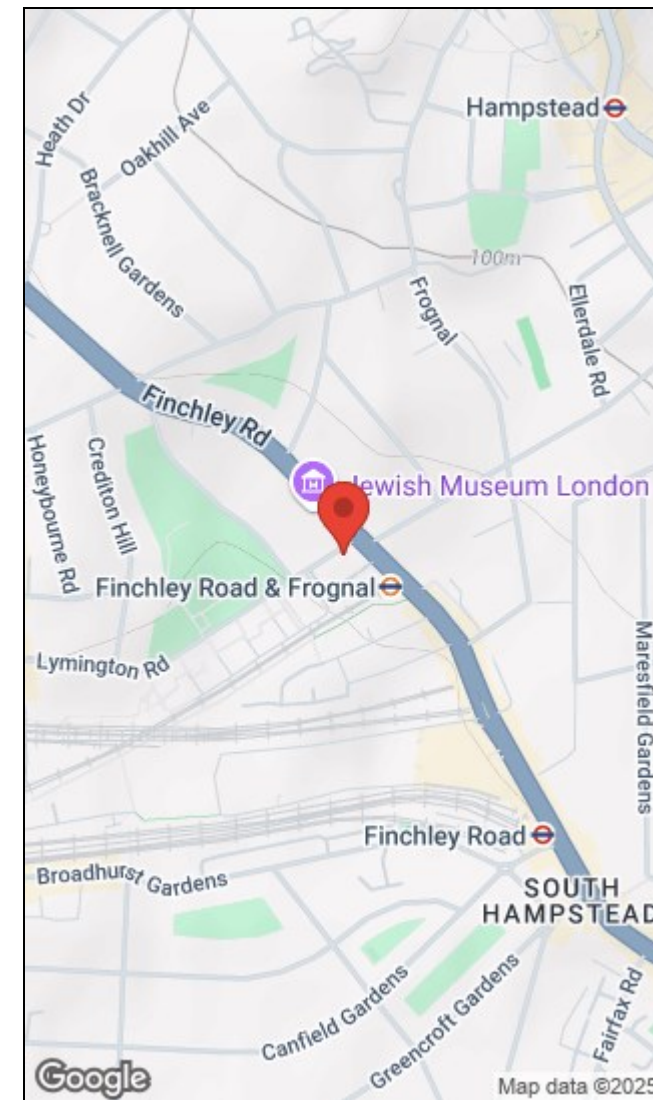 Hampstead
Heath Dr
Oakhill Ave
Bracknell Gardens
100m
Frognal
Ellerdale Rd
Finchley Rd
Honeybourne Rd
Crediton Hill
Jewish Museum London
Finchley Road & Frognal
Lymington Rd
Maresfield Gardens
Finchley Road
Broadhurst Gardens
SOUTH
HAMPSTEAD
Canfield Gardens
Greencroft Gardens
Fairfax Rd
Google
Map data ©2025